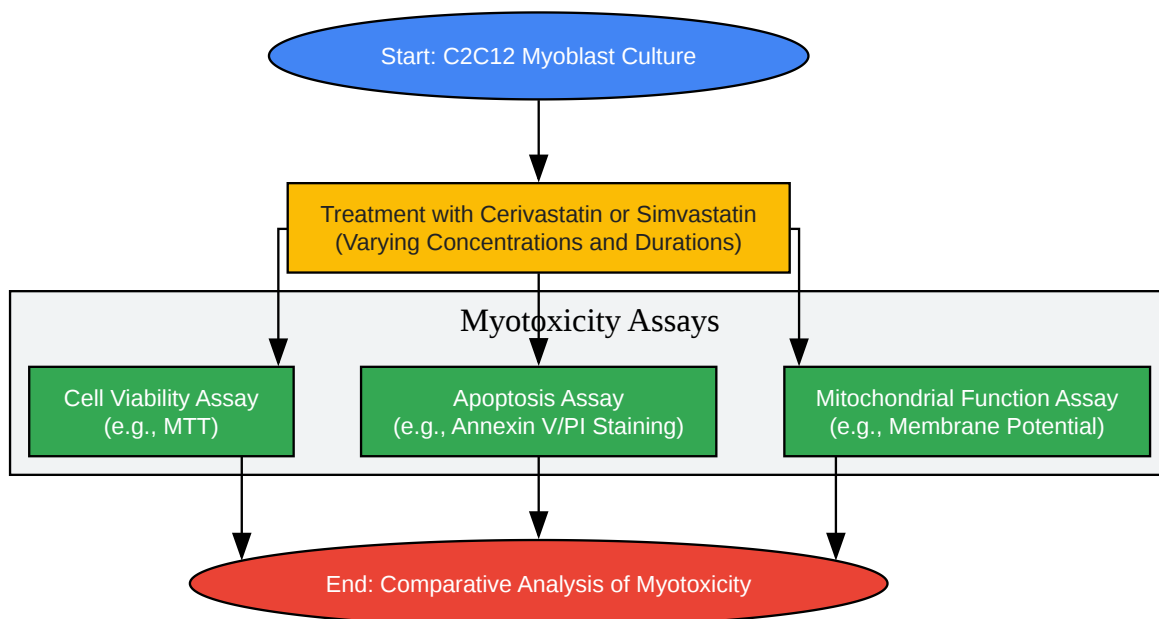 Start: C2C12 Myoblast Culture
Treatment with Cerivastatin or Simvastatin
(Varying Concentrations and Durations)
Myotoxicity Assays
Cell Viability Assay
(e.g., MTT)
Apoptosis Assay
(e.g., Annexin V/PI Staining)
Mitochondrial Function Assay
(e.g., Membrane Potential)
End: Comparative Analysis of Myotoxicity